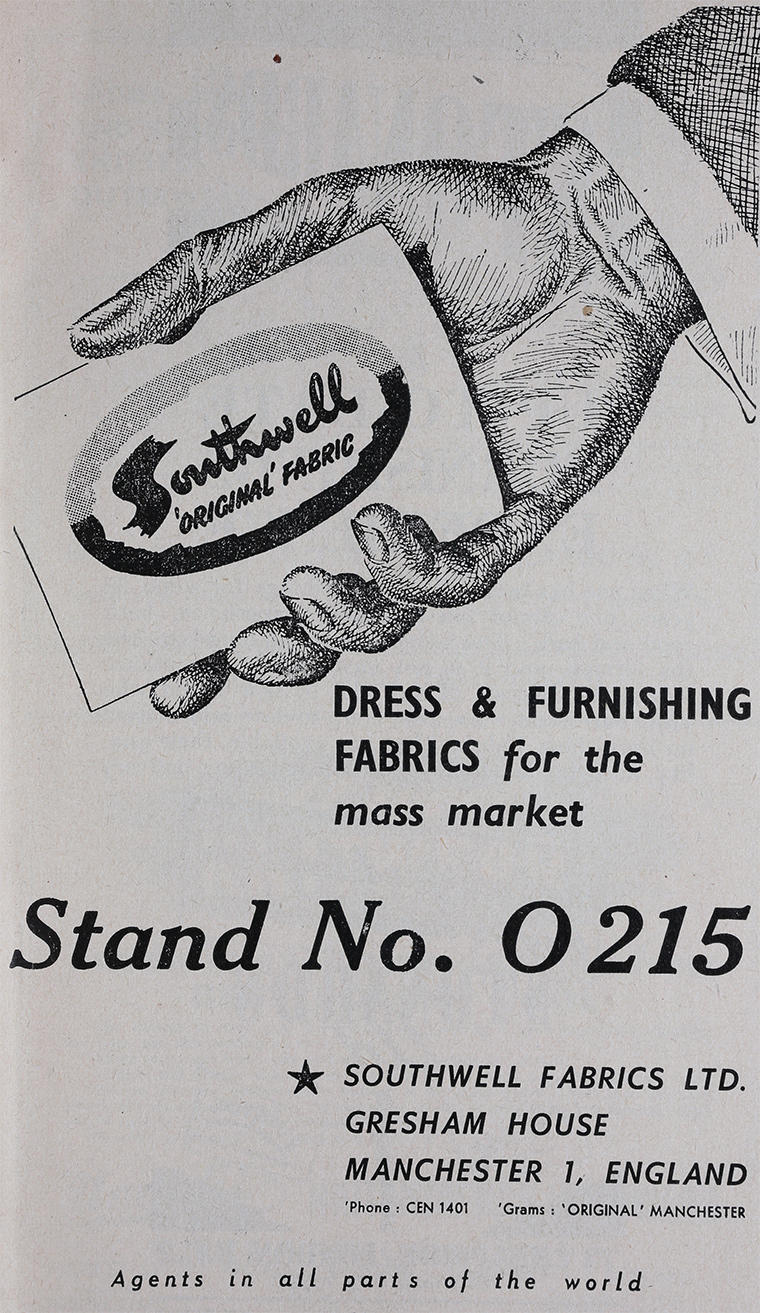 Southwell
'ORIGINAL' FABRIC
DRESS & FURNISHING
FABRICS for the
mass market
Stand No. O 215
★ SOUTHWELL FABRICS LTD.
GRESHAM HOUSE
MANCHESTER 1, ENGLAND
'Phone : CEN 1401 'Grams : 'ORIGINAL' MANCHESTER
Agents in all parts of the world